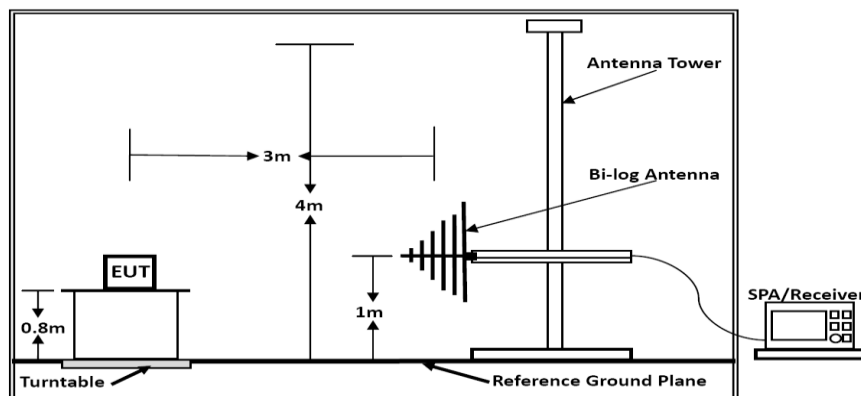 Antenna Tower
3m
Bi-log Antenna
4m
EUT
SPA/Receiver
0.8m
1m
Turntable
Reference Ground Plane